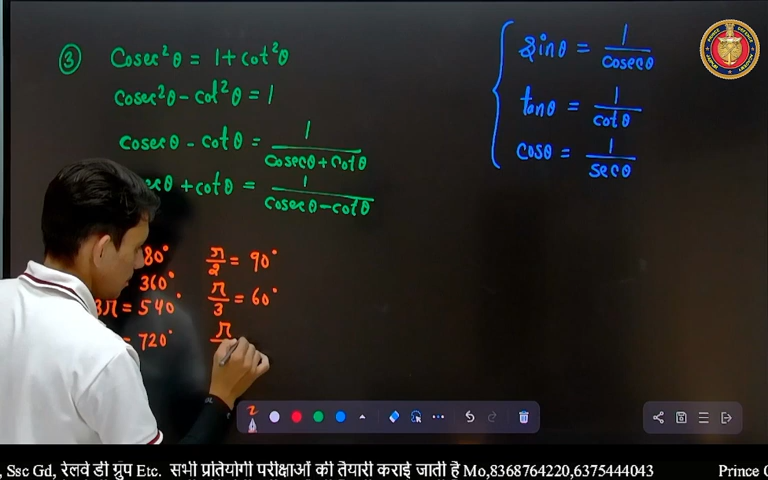 ③ Cosec²θ = 1 + cot²θ
Cosec²θ - cot²θ = 1
cosecθ - cotθ = 1/(cosecθ + cotθ)
secθ + cotθ = 1/(cosecθ - cotθ)
sinθ = 1/cosecθ
tanθ = 1/cotθ
cosθ = 1/secθ
80° π/2 = 90°
360°
3π = 540° π/3 = 60°
= 720° π
, Ssc Gd, रेलवे डी ग्रुप Etc. सभी प्रतियोगी परीक्षाओं की तैयारी कराई जाती है Mo,8368764220,6375444043 Prince